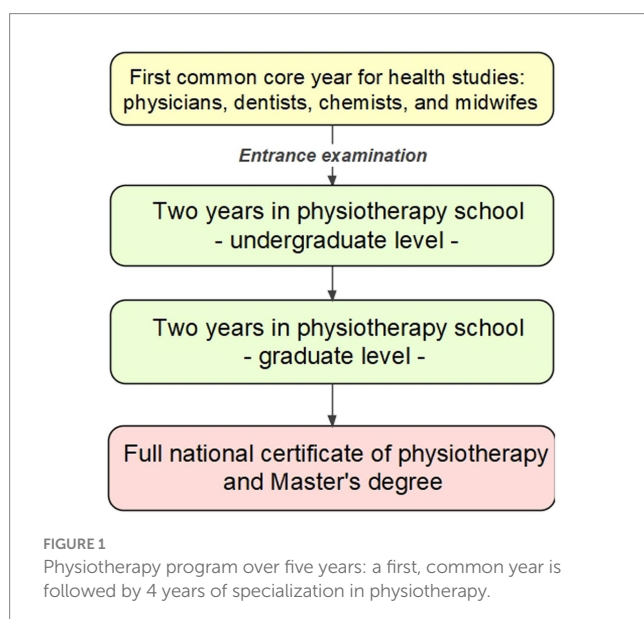 First common core year for health studies:
physicians, dentists, chemists, and midwifes
Entrance examination
Two years in physiotherapy school
- undergraduate level -
Two years in physiotherapy school
- graduate level -
Full national certificate of physiotherapy
and Master's degree
FIGURE 1
Physiotherapy program over five years: a first, common year is
followed by 4 years of specialization in physiotherapy.